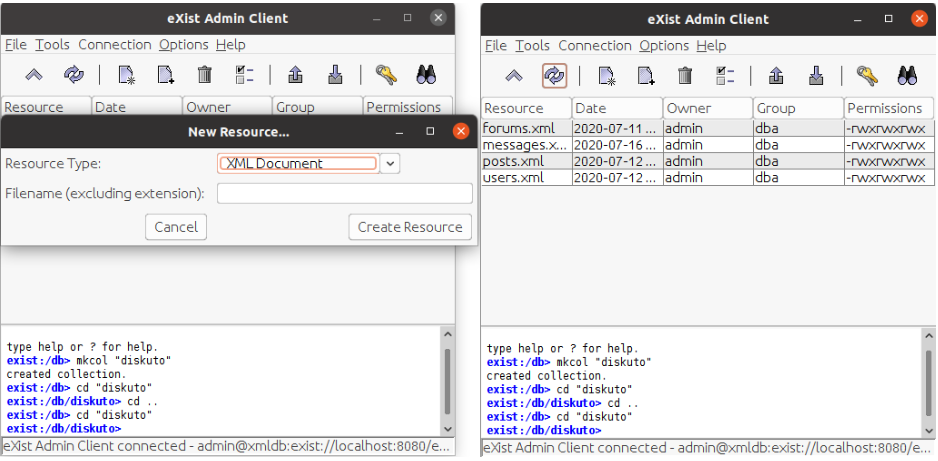 eXist Admin Client
File Tools Connection Options Help
Resource Date Owner Group Permissions
New Resource...
Resource Type: XML Document
Filename (excluding extension):
Cancel Create Resource
type help or ? for help.
exist:/db> mkcol "diskuto"
created collection.
exist:/db> cd "diskuto"
exist:/db/diskuto> cd ..
exist:/db> cd "diskuto"
exist:/db/diskuto>
eXist Admin Client connected - admin@xmldb:exist://localhost:8080/e...
eXist Admin Client
File Tools Connection Options Help
Resource Date Owner Group Permissions
forums.xml 2020-07-11 ... admin dba -rwxrwxrwx
messages.x... 2020-07-16 ... admin dba -rwxrwxrwx
posts.xml 2020-07-12 ... admin dba -rwxrwxrwx
users.xml 2020-07-12 ... admin dba -rwxrwxrwx
type help or ? for help.
exist:/db> mkcol "diskuto"
created collection.
exist:/db> cd "diskuto"
exist:/db/diskuto> cd ..
exist:/db> cd "diskuto"
exist:/db/diskuto>
eXist Admin Client connected - admin@xmldb:exist://localhost:8080/e...